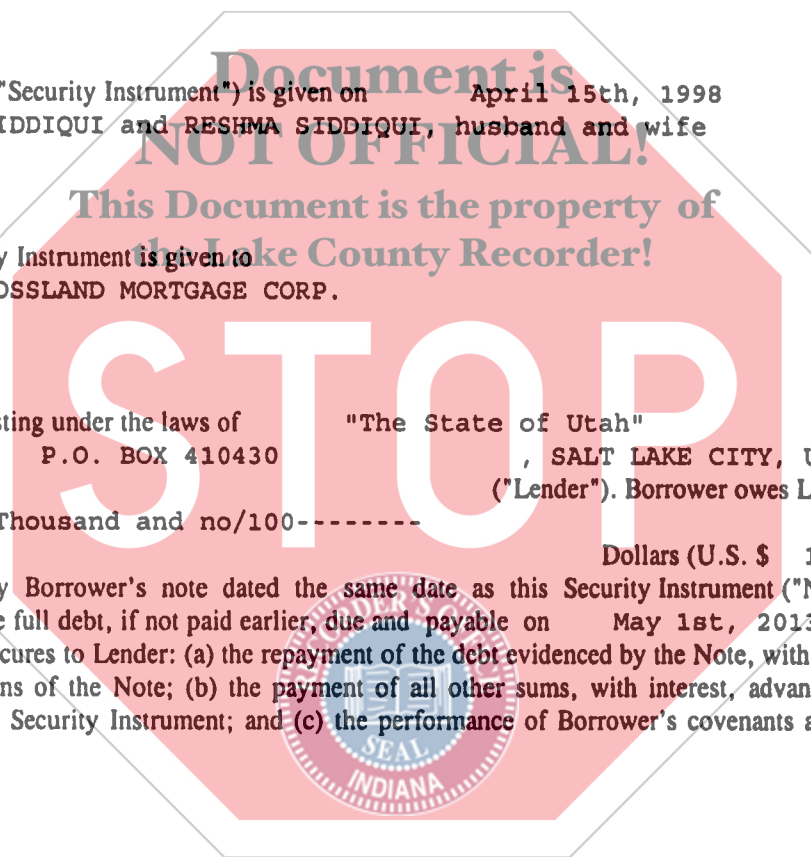 Document is
"Security Instrument") is given on April 15th, 1998
IDDIQUI and RESHMA SIDDIQUI, husband and wife
NOT OFFICIAL!
This Document is the property of
the Lake County Recorder!
y Instrument is given to
OSSLAND MORTGAGE CORP.
STOP
sting under the laws of "The State of Utah"
P.O. BOX 410430 , SALT LAKE CITY, U
("Lender"). Borrower owes L
Thousand and no/100--------
Dollars (U.S. $ 1
y Borrower's note dated the same date as this Security Instrument ("N
e full debt, if not paid earlier, due and payable on May 1st, 2013
cures to Lender: (a) the repayment of the debt evidenced by the Note, with
ns of the Note; (b) the payment of all other sums, with interest, advan
Security Instrument; and (c) the performance of Borrower's covenants a
RECORDER'S OFFICE
SEAL
INDIANA